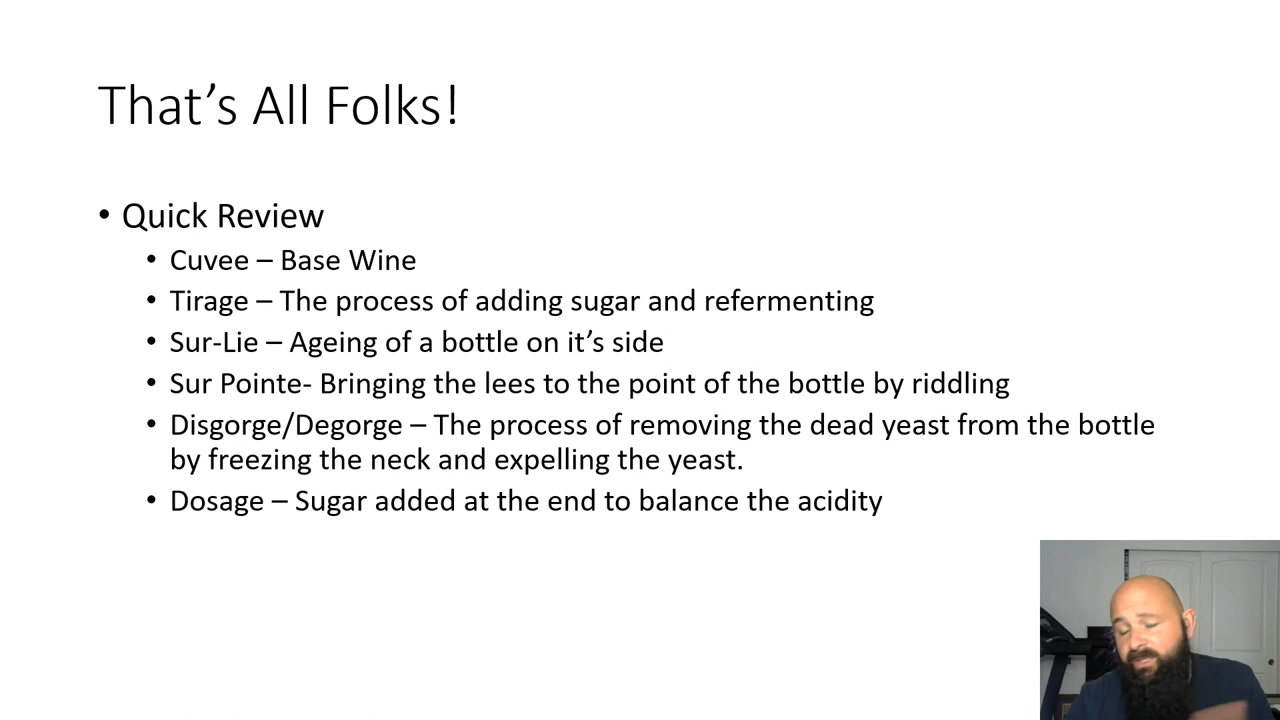 That’s All Folks!
• Quick Review
• Cuvee – Base Wine
• Tirage – The process of adding sugar and refermenting
• Sur-Lie – Ageing of a bottle on it’s side
• Sur Pointe- Bringing the lees to the point of the bottle by riddling
• Disgorge/Degorge – The process of removing the dead yeast from the bottle
by freezing the neck and expelling the yeast.
• Dosage – Sugar added at the end to balance the acidity